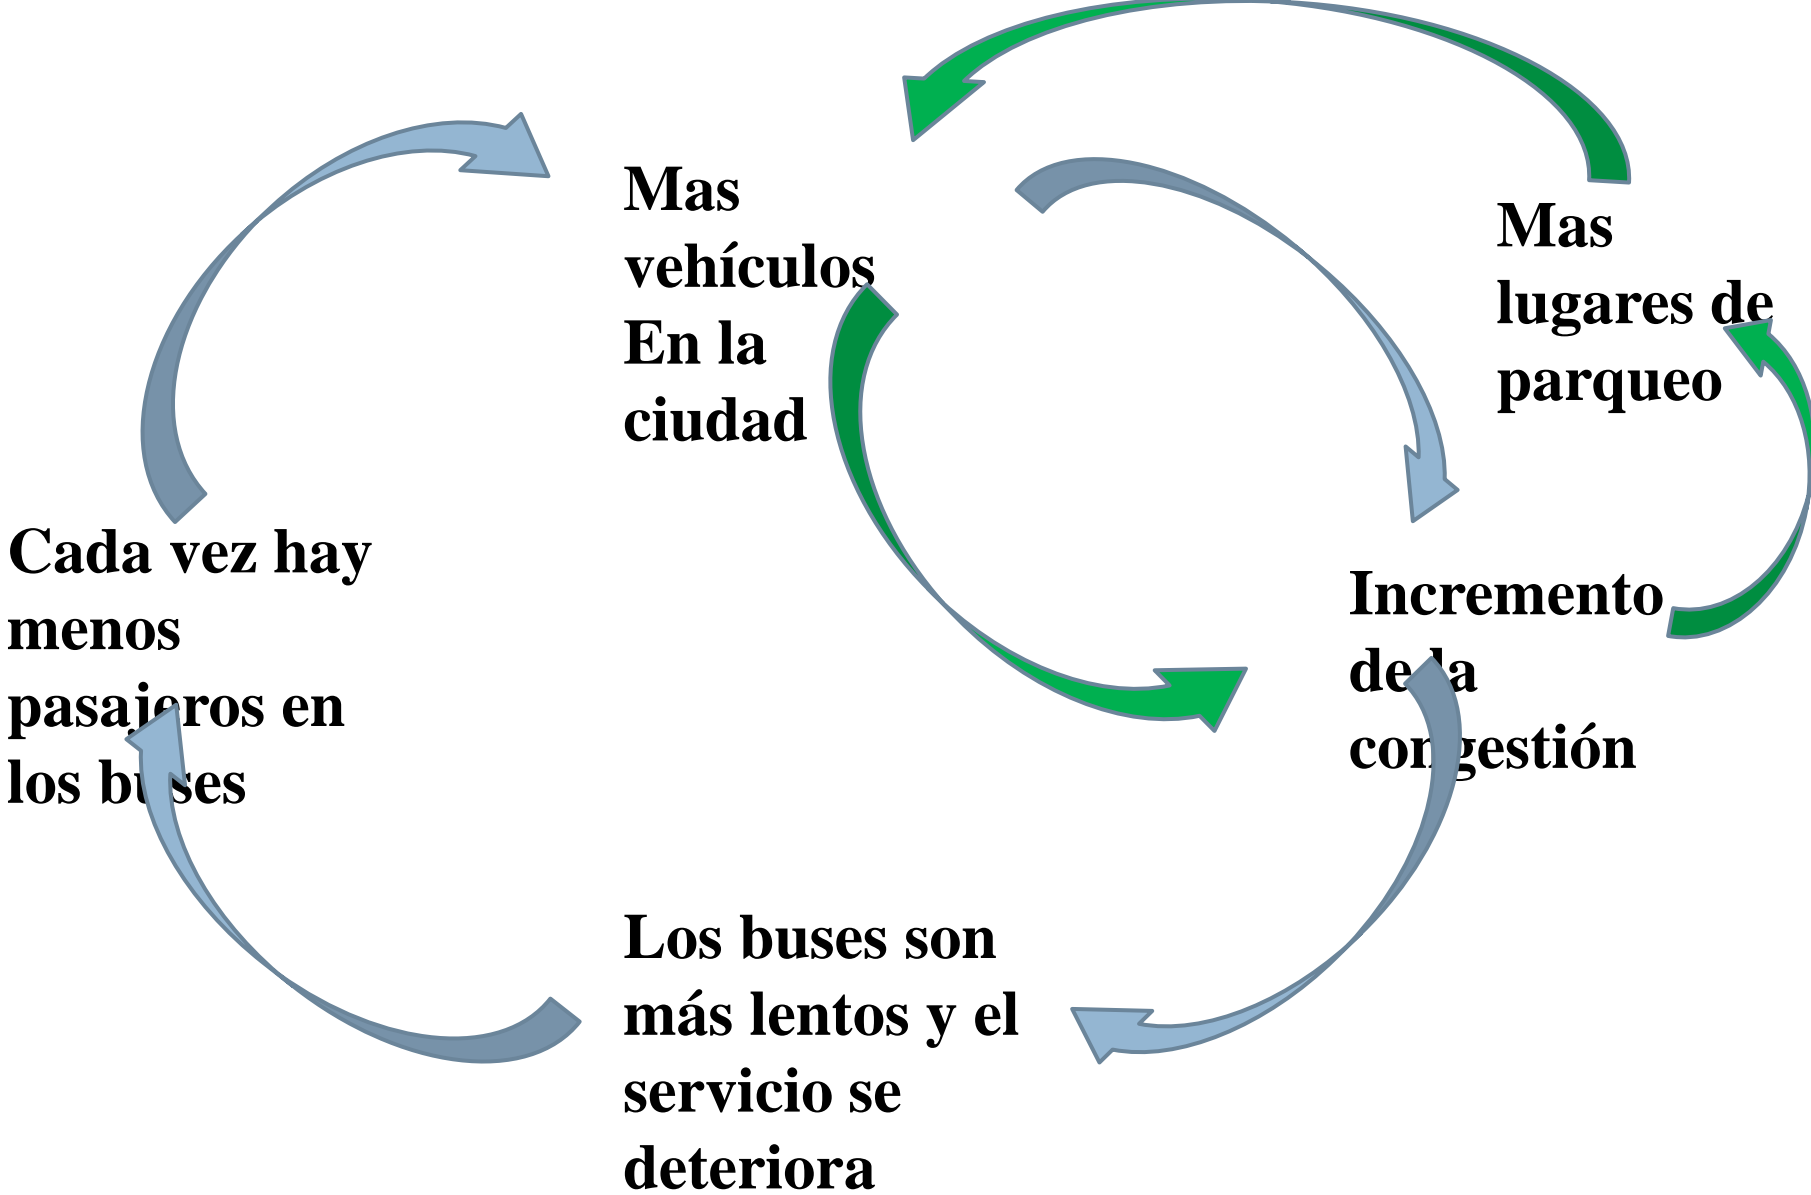 Mas
vehículos
En la
ciudad
Mas
lugares de
parqueo
Cada vez hay
menos
pasajeros en
los buses
Incremento
de la
congestión
Los buses son
más lentos y el
servicio se
deteriora